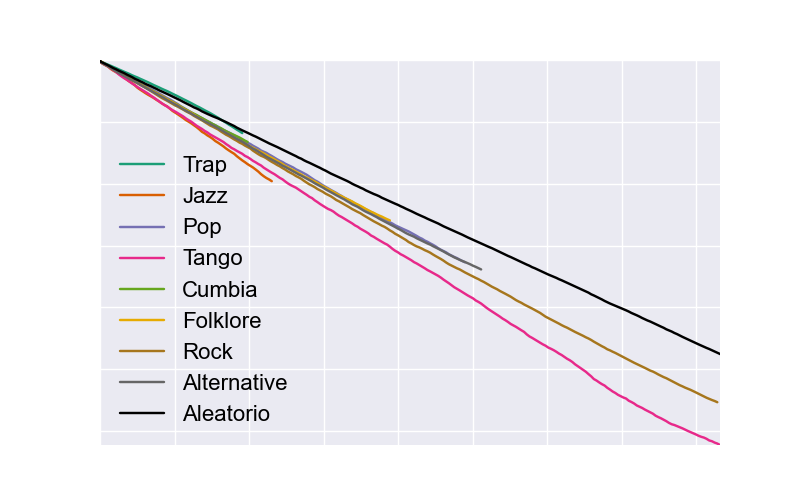 Trap
Jazz
Pop
Tango
Cumbia
Folklore
Rock
Alternative
Aleatorio